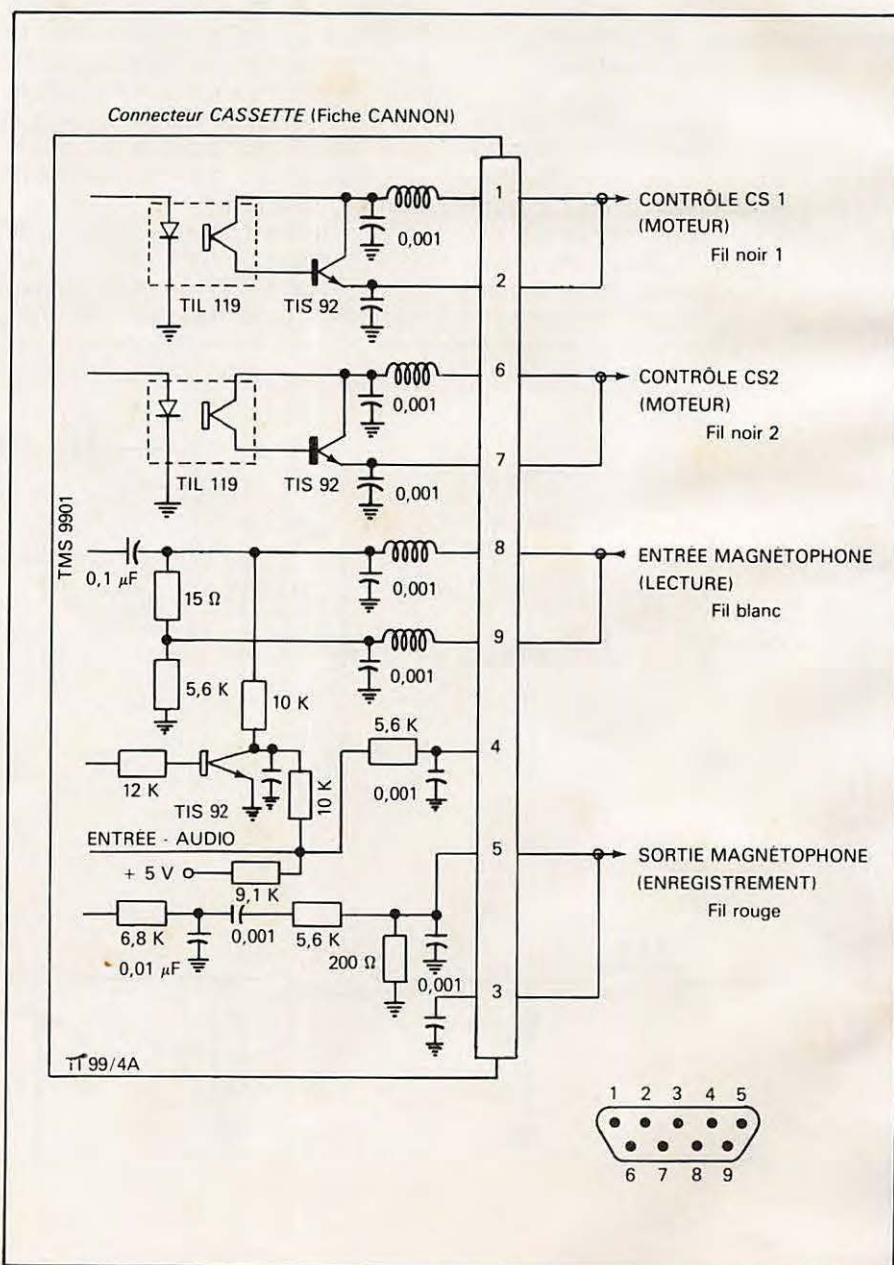 Connecteur CASSETTE (Fiche CANNON)
1
CONTRÔLE CS 1
(MOTEUR)
Fil noir 1
0,001
2
TIL 119
TIS 92
6
CONTRÔLE CS2
(MOTEUR)
Fil noir 2
0,001
7
TIL 119
TIS 92
0,001
TMS 9901
8
ENTRÉE MAGNÉTOPHONE
(LECTURE)
Fil blanc
0,1 µF
0,001
15 Ω
9
5,6 K
10 K
0,001
5,6 K
4
12 K
TIS 92
10 K
0,001
ENTRÉE - AUDIO
5
SORTIE MAGNÉTOPHONE
(ENREGISTREMENT)
Fil rouge
+ 5 V
9,1 K
6,8 K
0,001
5,6 K
0,01 µF
200 Ω
0,001
3
TI 99/4A
1 2 3 4 5
6 7 8 9